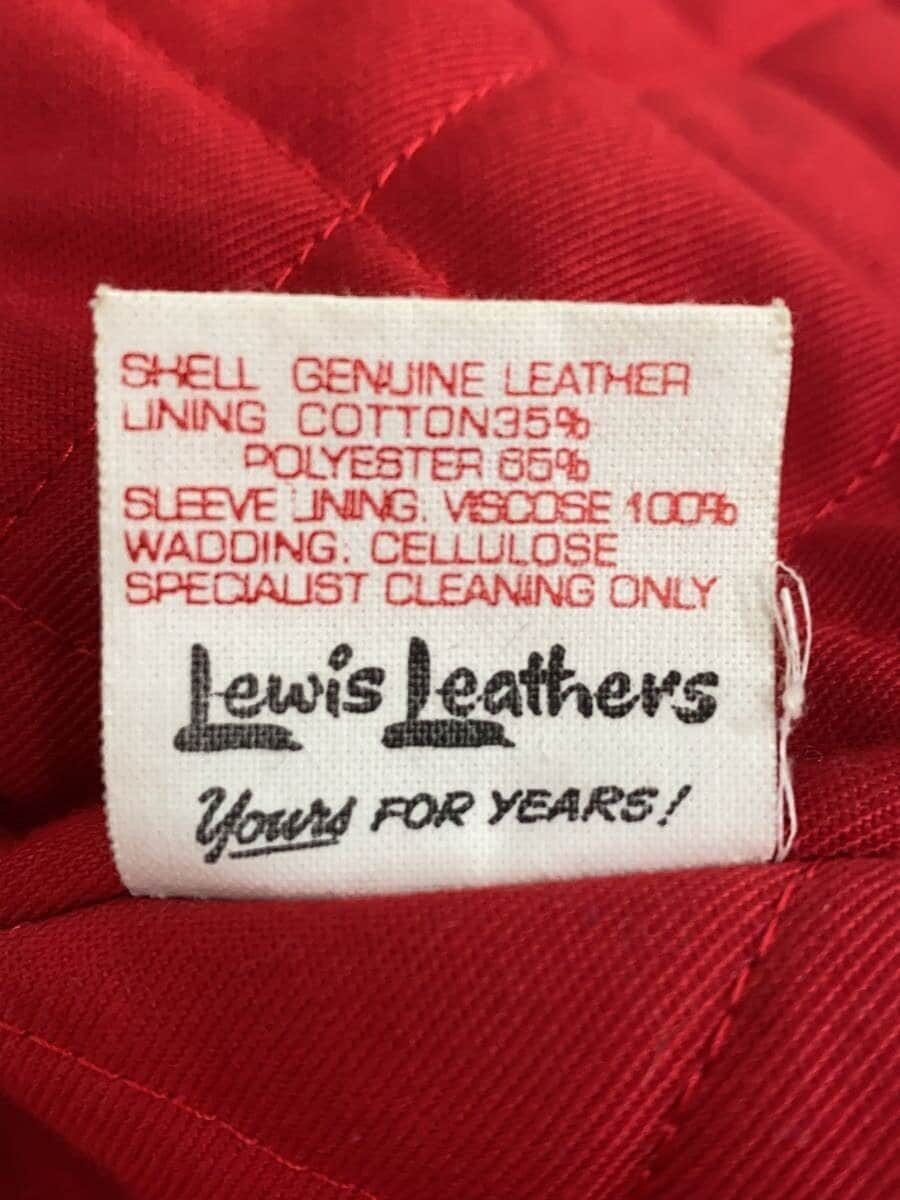 SHELL GENUINE LEATHER
LINING COTTON35%
POLYESTER 65%
SLEEVE LINING. VISCOSE 100%
WADDING. CELLULOSE
SPECIALIST CLEANING ONLY
Lewis Leathers
Yours FOR YEARS!